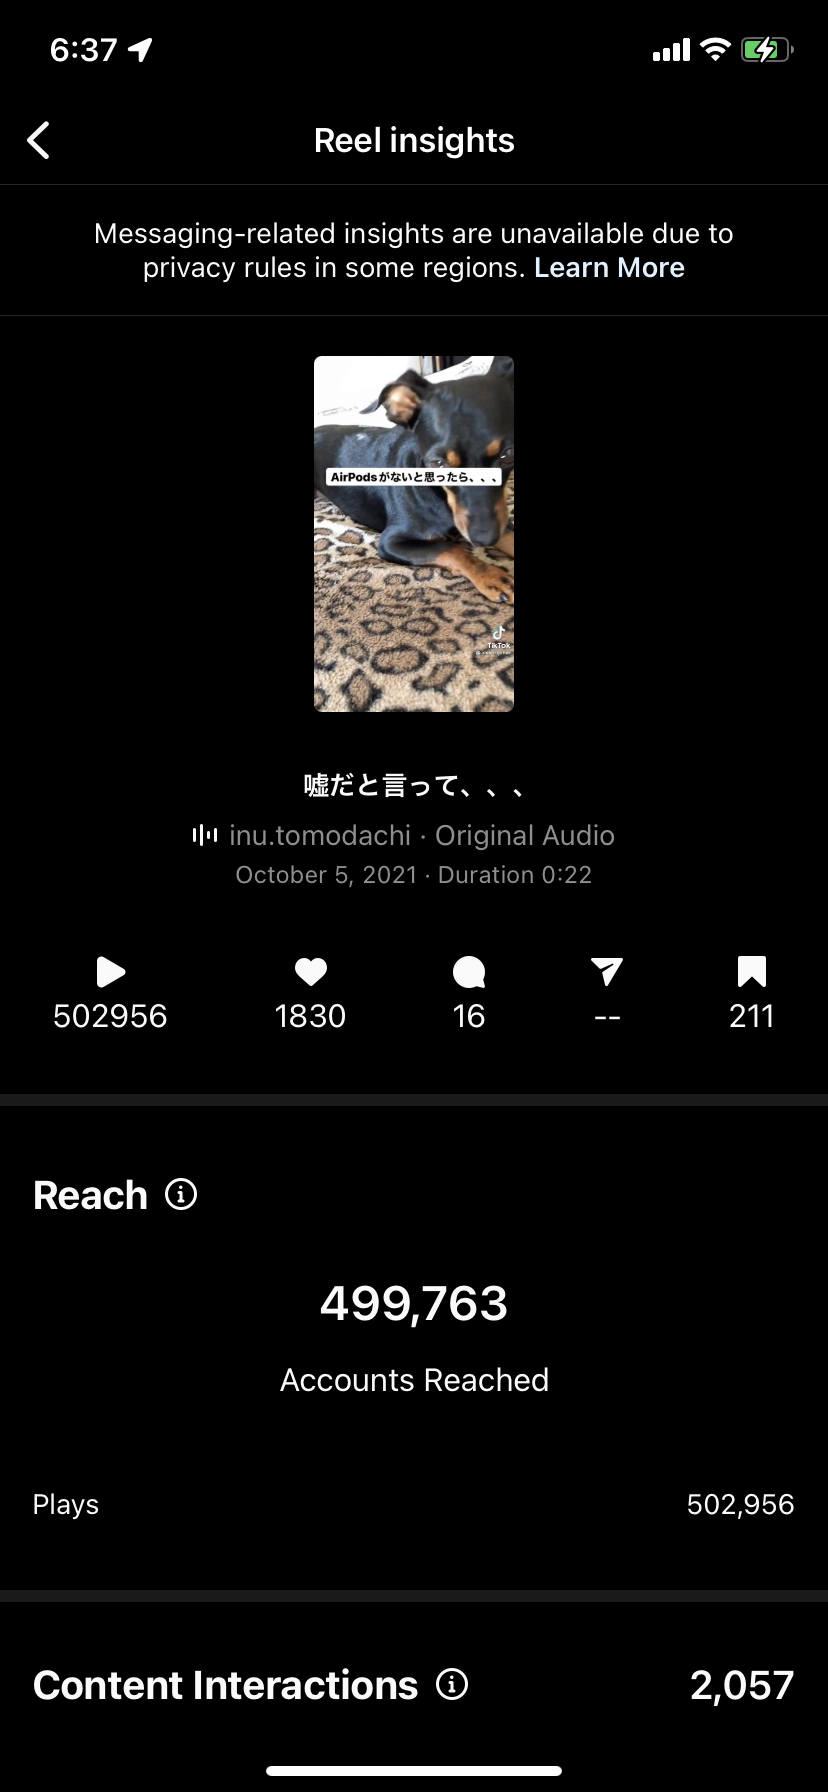 6:37
Reel insights
Messaging-related insights are unavailable due to
privacy rules in some regions. Learn More
AirPodsがないと思ったら、、、
TikTok
嘘だと言って、、、
inu.tomodachi · Original Audio
October 5, 2021 · Duration 0:22
502956 1830 16 -- 211
Reach
499,763
Accounts Reached
Plays 502,956
Content Interactions 2,057